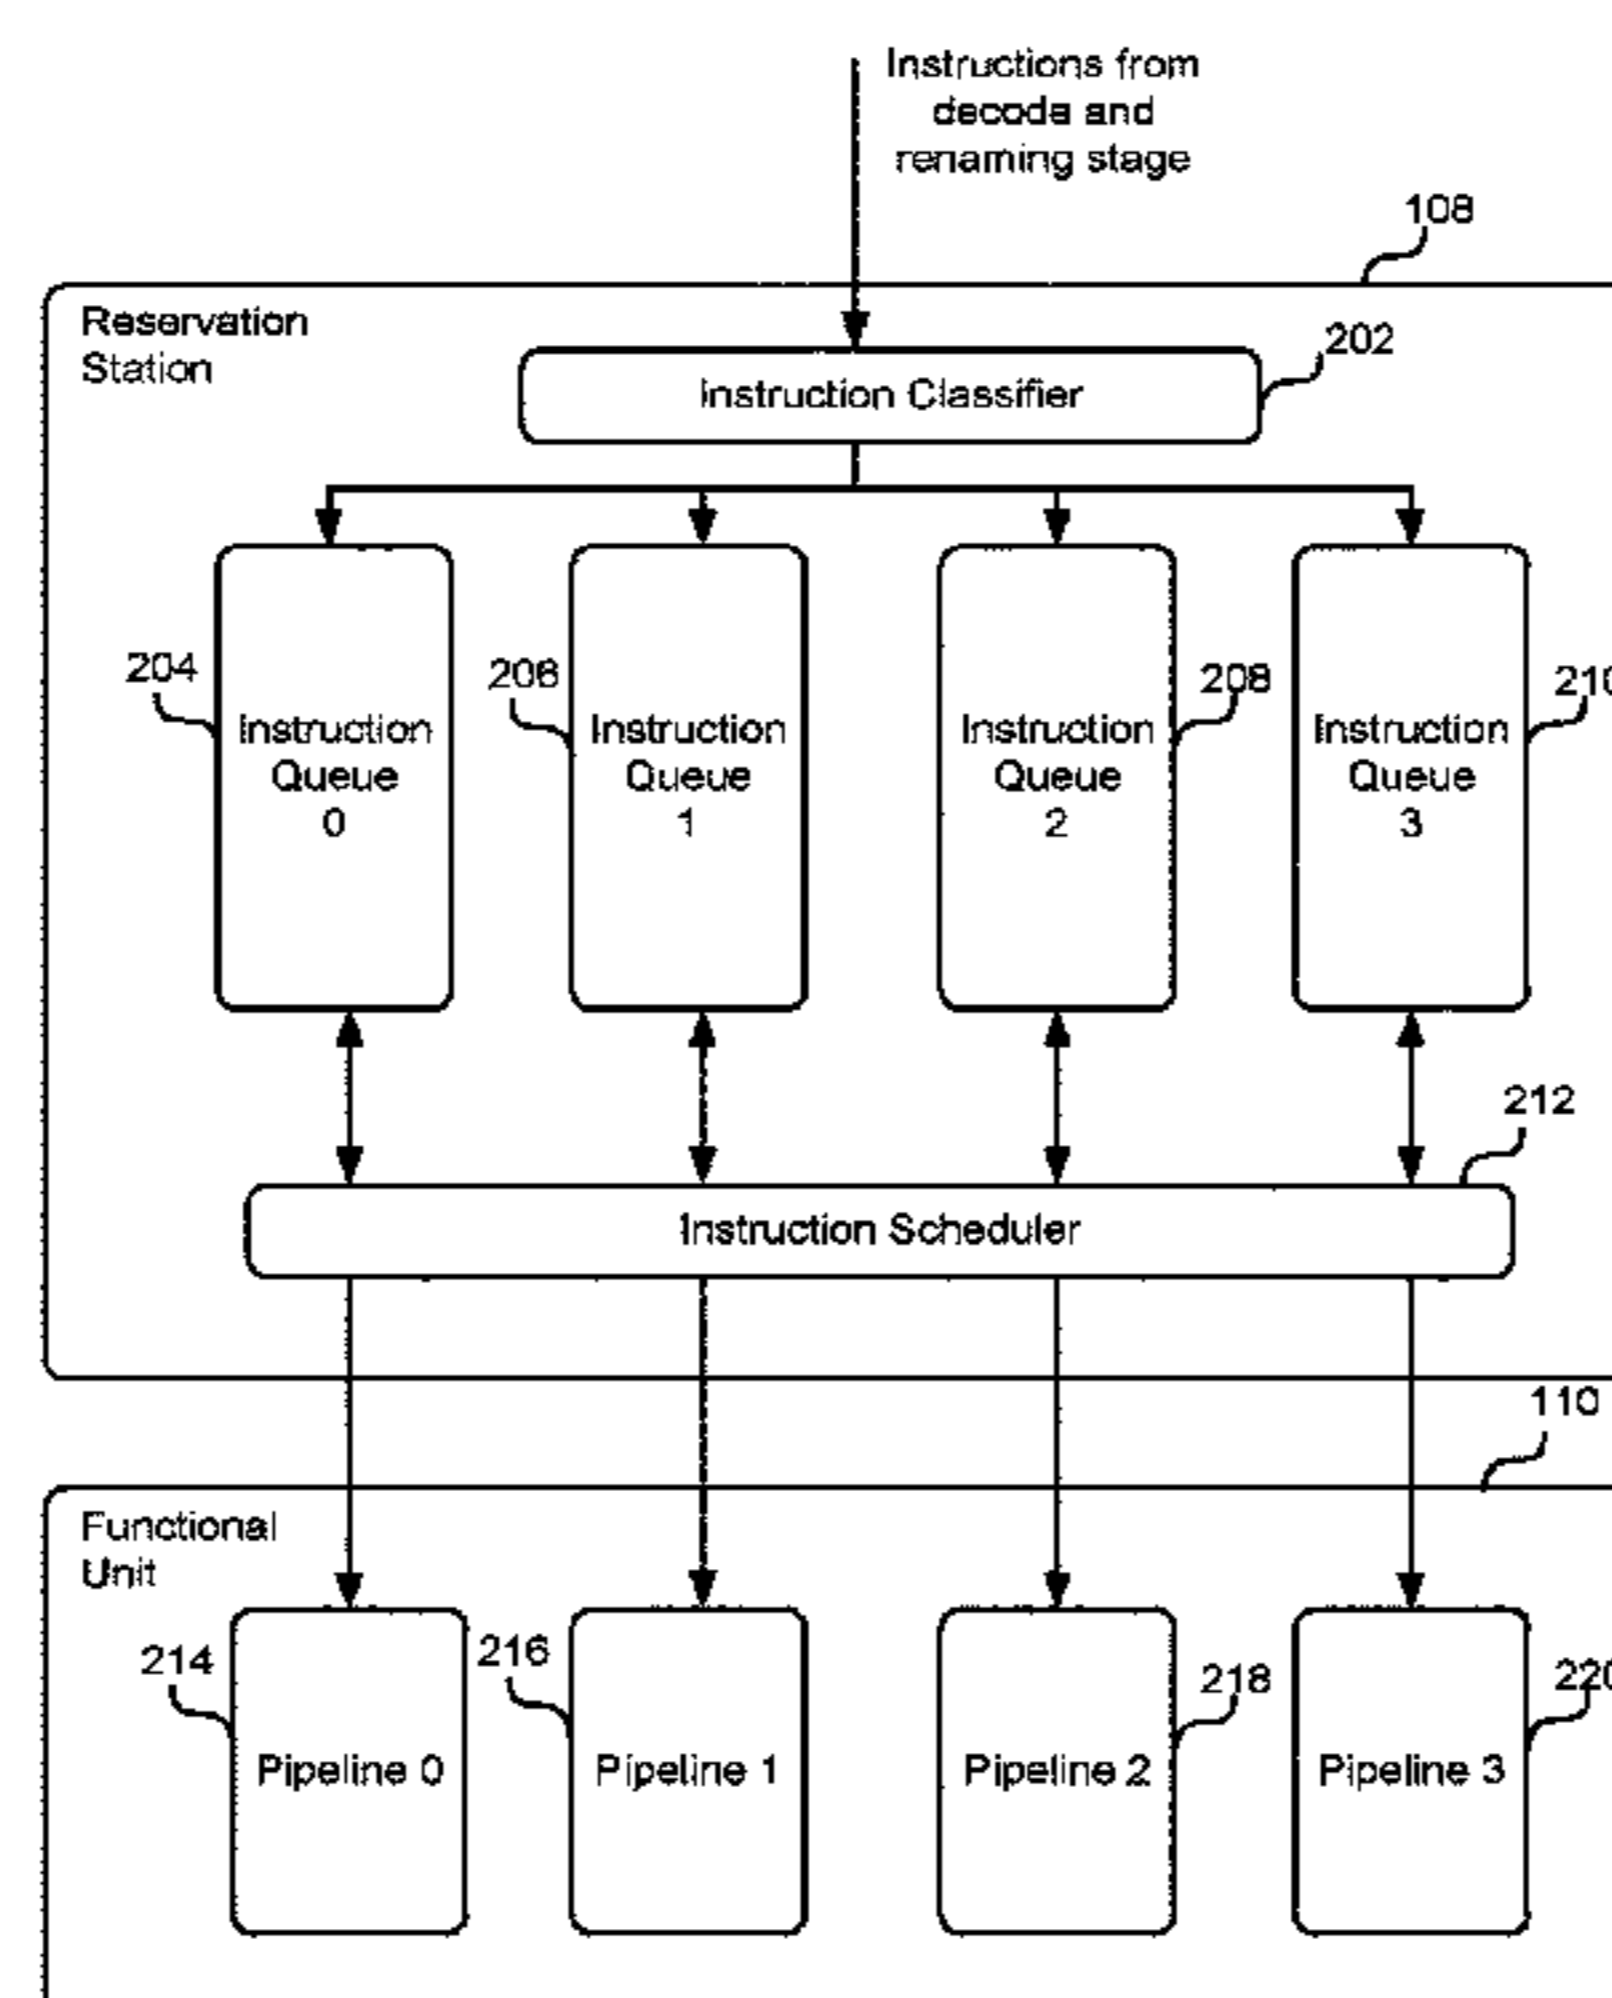 Instructions from
decode and
renaming stage
108
Reservation
Station
202
Instruction Classifier
204
206
208
210
Instruction
Queue
0
Instruction
Queue
1
Instruction
Queue
2
Instruction
Queue
3
212
Instruction Scheduler
110
Functional
Unit
214
216
218
220
Pipeline 0
Pipeline 1
Pipeline 2
Pipeline 3